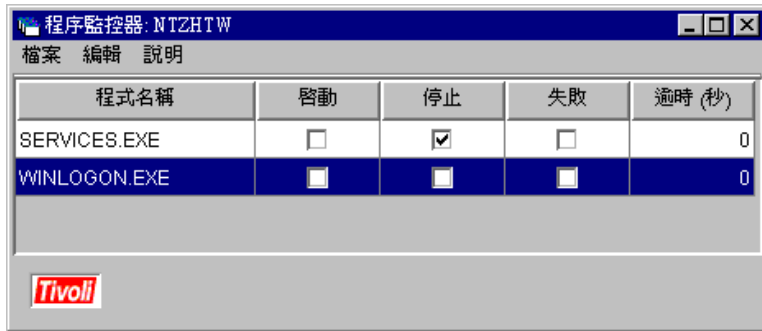 程序監控器: NTZHTW
檔案 編輯 說明
程式名稱 啓動 停止 失敗 逾時 (秒)
SERVICES.EXE 0
WINLOGON.EXE 0
Tivoli